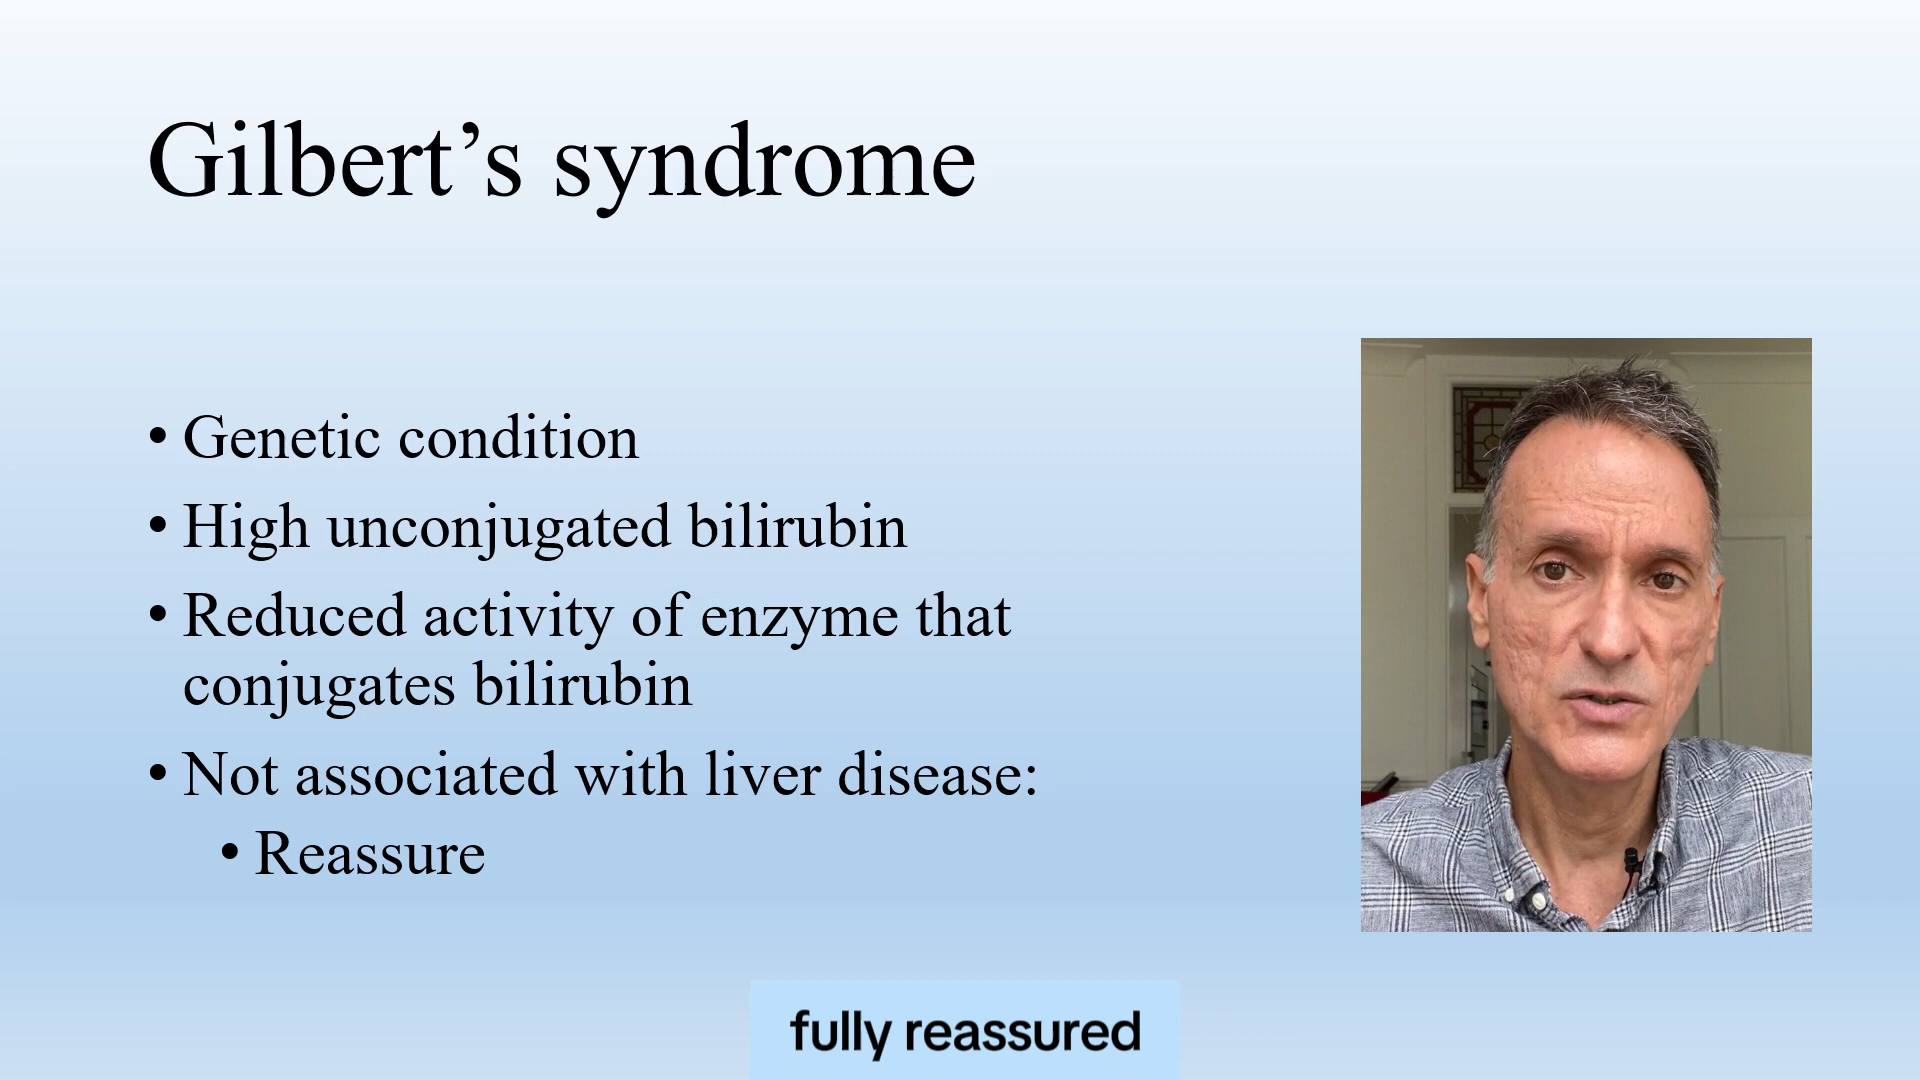 Gilbert’s syndrome
• Genetic condition
• High unconjugated bilirubin
• Reduced activity of enzyme that
conjugates bilirubin
• Not associated with liver disease:
• Reassure
fully reassured